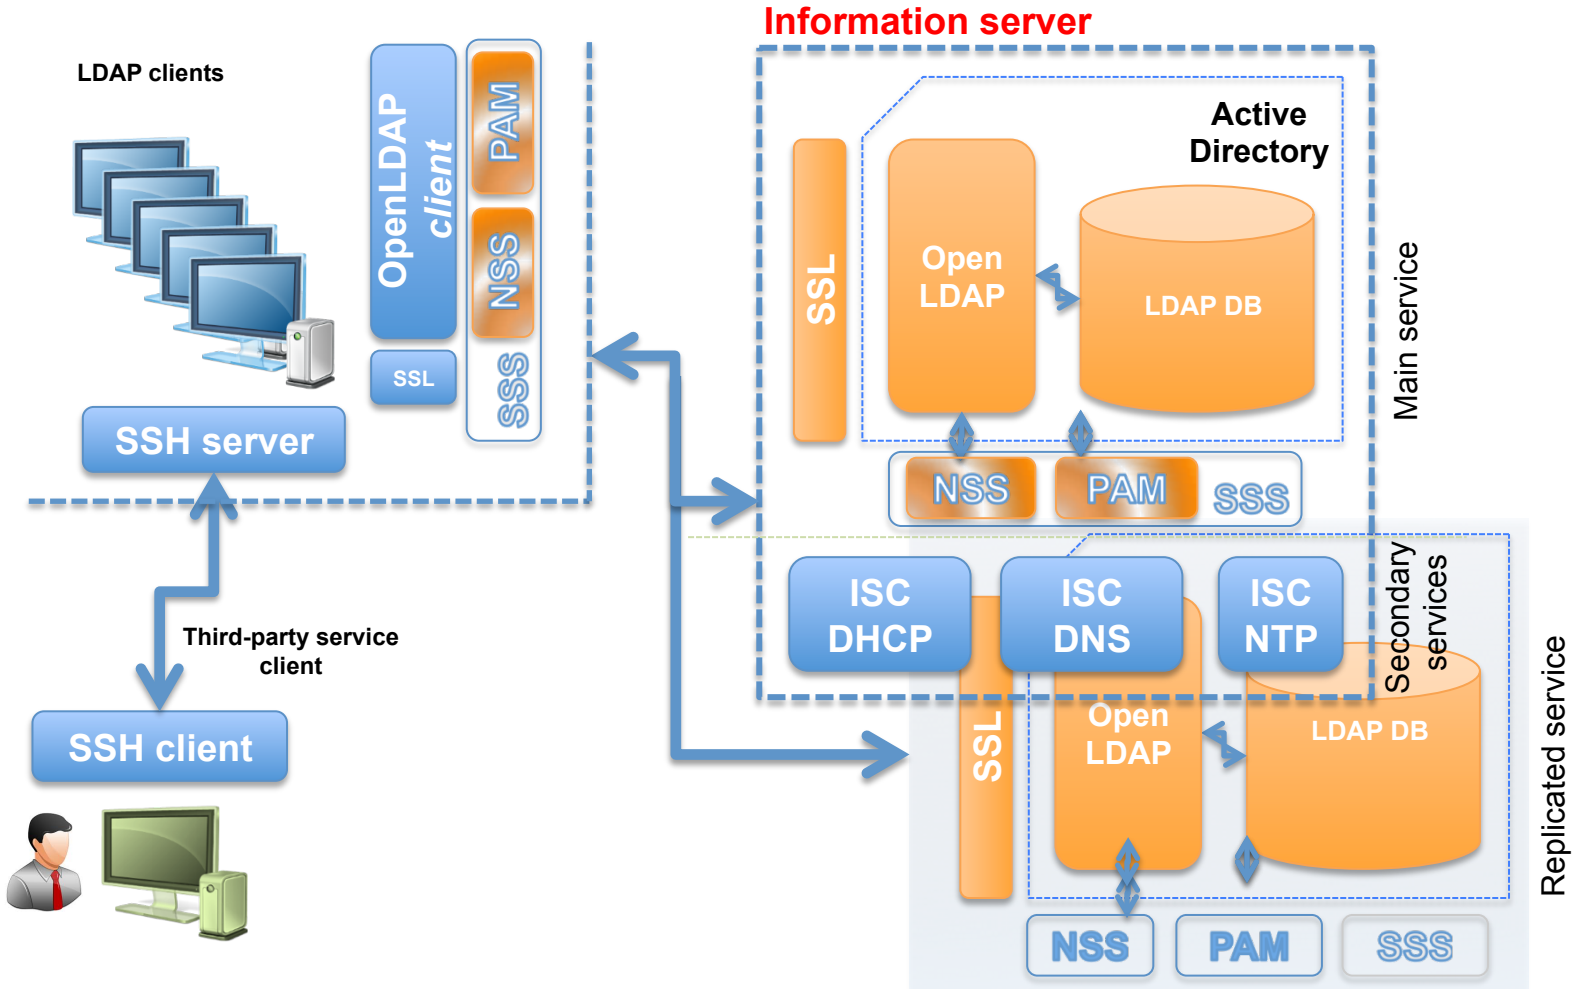 Information server
LDAP clients
OpenLDAP
client
PAM
NSS
SSS
SSL
SSH server
Third-party service
client
SSH client
Active
Directory
SSL
Open
LDAP
LDAP DB
NSS
PAM
SSS
Main service
ISC
DHCP
ISC
DNS
ISC
NTP
Secondary
services
SSL
Open
LDAP
LDAP DB
NSS
PAM
SSS
Replicated service